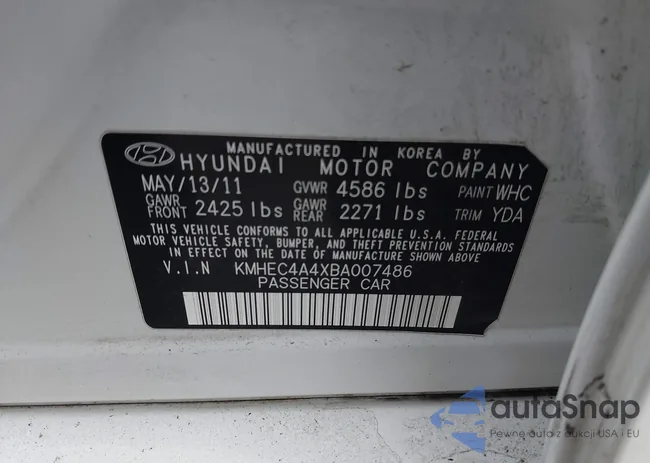 MANUFACTURED IN KOREA BY
HYUNDAI MOTOR COMPANY
MAY/13/11 GVWR 4586 lbs PAINT WHC
GAWR FRONT 2425 lbs GAWR REAR 2271 lbs TRIM YDA
THIS VEHICLE CONFORMS TO ALL APPLICABLE U.S.A. FEDERAL
MOTOR VEHICLE SAFETY, BUMPER, AND THEFT PREVENTION STANDARDS
IN EFFECT ON THE DATE OF MANUFACTURE SHOWN ABOVE.
V.I.N KMHEC4A4XBA007486
PASSENGER CAR
autoSnap
Pewne auta z aukcji USA i EU